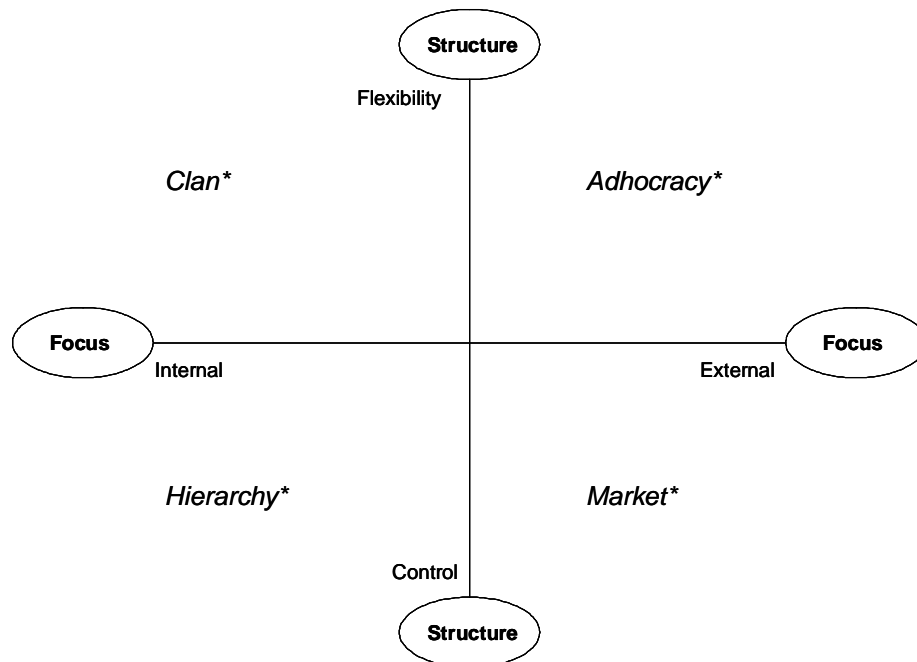 Structure
Flexibility
Clan*
Adhocracy*
Focus
Focus
Internal
External
Hierarchy*
Market*
Control
Structure